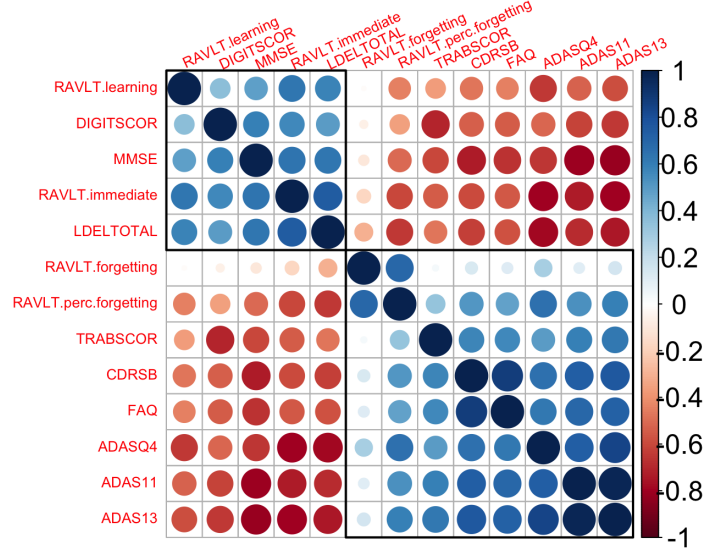 RAVLT.learning
DIGITSCOR
MMSE
RAVLT.immediate
LDELTOTAL
RAVLT.forgetting
RAVLT.perc.forgetting
TRABSCOR
CDRSB
FAQ
ADASQ4
ADAS11
ADAS13
RAVLT.learning
DIGITSCOR
MMSE
RAVLT.immediate
LDELTOTAL
RAVLT.forgetting
RAVLT.perc.forgetting
TRABSCOR
CDRSB
FAQ
ADASQ4
ADAS11
ADAS13
1
0.8
0.6
0.4
0.2
0
-0.2
-0.4
-0.6
-0.8
-1